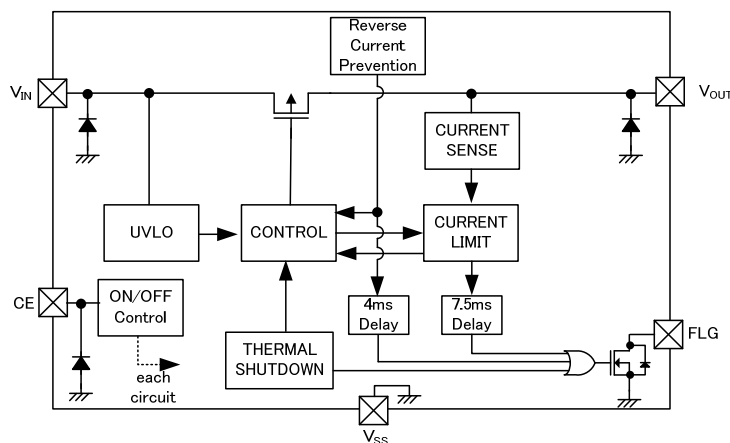 Reverse
Current
Prevention
VIN
VOUT
CURRENT
SENSE
UVLO
CONTROL
CURRENT
LIMIT
CE
ON/OFF
Control
4ms
Delay
7.5ms
Delay
FLG
THERMAL
SHUTDOWN
each
circuit
VSS